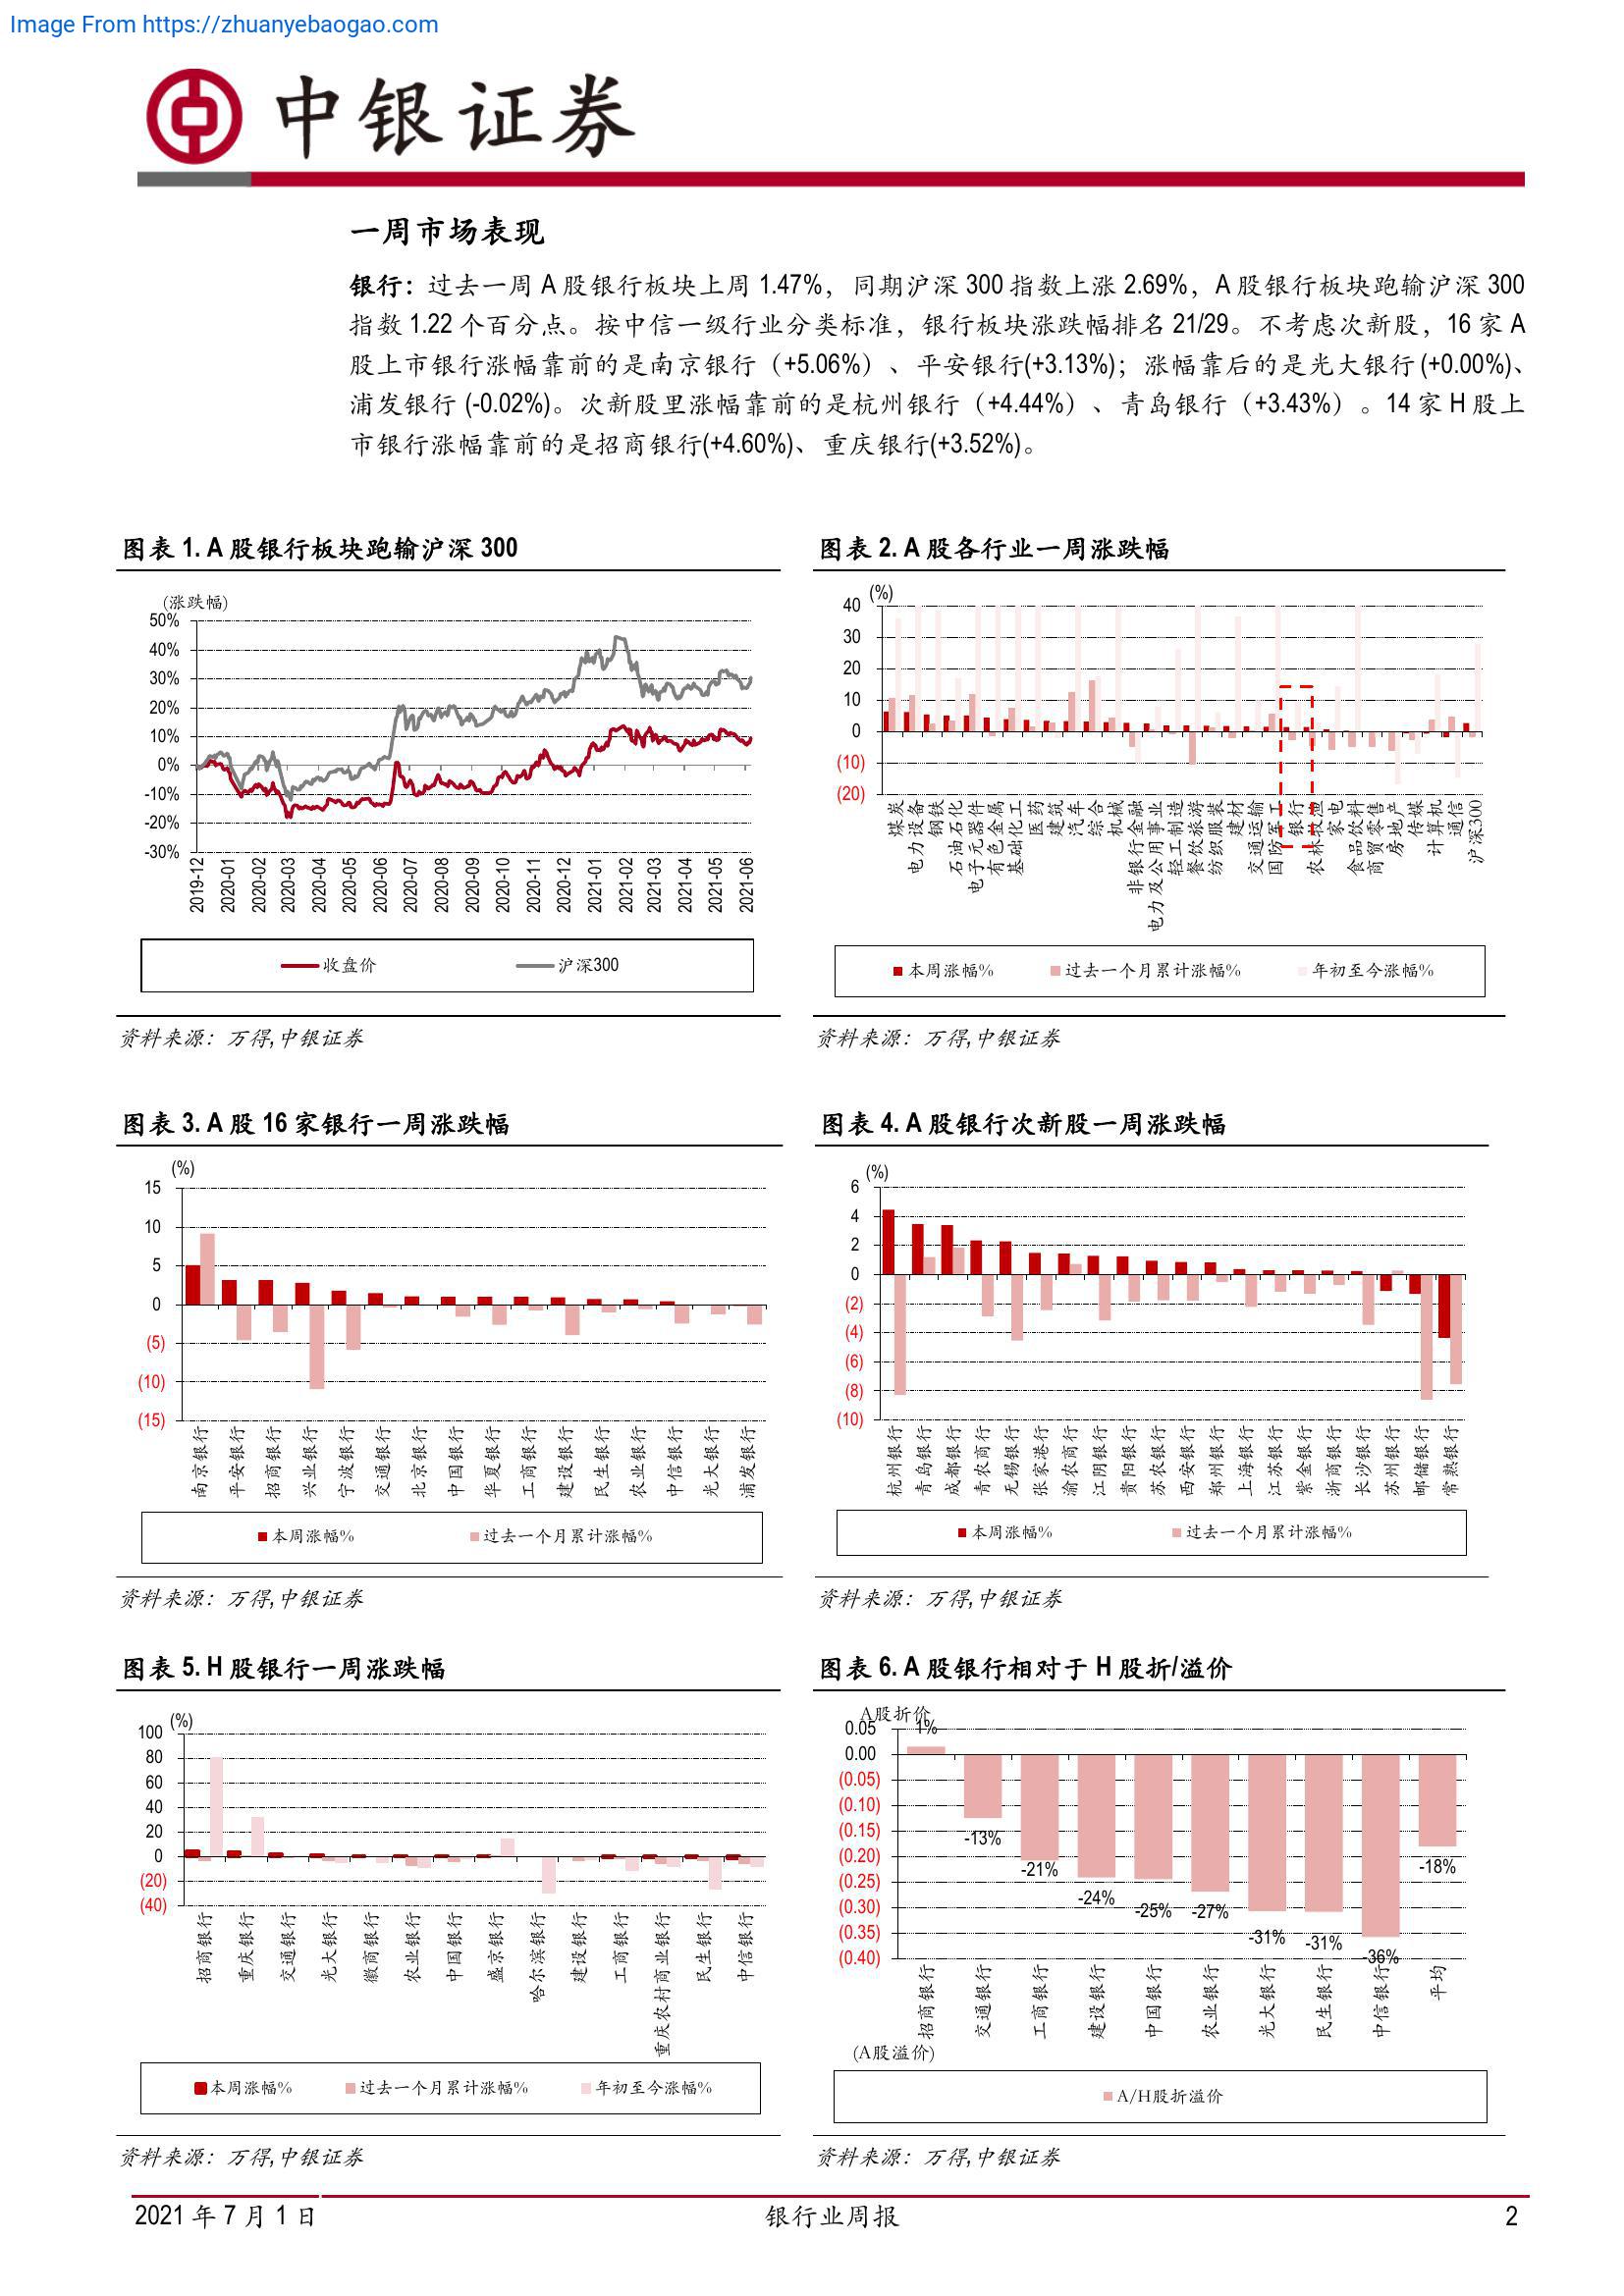 Image From https://zhuanyebaogao.com
中银证券
一周市场表现
银行：过去一周 A 股银行板块上周 1.47%，同期沪深 300 指数上涨 2.69%，A 股银行板块跑输沪深 300
指数 1.22 个百分点。按中信一级行业分类标准，银行板块涨跌幅排名 21/29。不考虑次新股，16 家 A
股上市银行涨幅靠前的是南京银行（+5.06%）、平安银行(+3.13%)；涨幅靠后的是光大银行 (+0.00%)、
浦发银行 (-0.02%)。次新股里涨幅靠前的是杭州银行（+4.44%）、青岛银行（+3.43%）。14 家 H 股上
市银行涨幅靠前的是招商银行(+4.60%)、重庆银行(+3.52%)。
图表 1. A 股银行板块跑输沪深 300
(涨跌幅)
50%
40%
30%
20%
10%
0%
-10%
-20%
-30%
2019-12
2020-01
2020-02
2020-03
2020-04
2020-05
2020-06
2020-07
2020-08
2020-09
2020-10
2020-11
2020-12
2021-01
2021-02
2021-03
2021-04
2021-05
2021-06
收盘价 沪深300
资料来源：万得,中银证券
图表 2. A 股各行业一周涨跌幅
(%)
40
30
20
10
0
(10)
(20)
煤炭
电力设备
钢铁
石油石化
电子元器件
有色金属
基础化工
医药
建筑
汽车
综合
机械
非银行金融
电力及公用事业
轻工制造
餐饮旅游
纺织服装
建材
交通运输
国防军工
银行
农林牧渔
家电
食品饮料
商贸零售
房地产
传媒
计算机
通信
沪深300
本周涨幅% 过去一个月累计涨幅% 年初至今涨幅%
资料来源：万得,中银证券
图表 3. A 股 16 家银行一周涨跌幅
(%)
15
10
5
0
(5)
(10)
(15)
南京银行
平安银行
招商银行
兴业银行
宁波银行
交通银行
北京银行
中国银行
华夏银行
工商银行
建设银行
民生银行
农业银行
中信银行
光大银行
浦发银行
本周涨幅% 过去一个月累计涨幅%
资料来源：万得,中银证券
图表 4. A 股银行次新股一周涨跌幅
(%)
6
4
2
0
(2)
(4)
(6)
(8)
(10)
杭州银行
青岛银行
成都银行
青农商行
无锡银行
张家港行
渝农商行
江阴银行
贵阳银行
苏农银行
西安银行
郑州银行
上海银行
江苏银行
紫金银行
浙商银行
长沙银行
苏州银行
邮储银行
常熟银行
本周涨幅% 过去一个月累计涨幅%
资料来源：万得,中银证券
图表 5. H 股银行一周涨跌幅
(%)
100
80
60
40
20
0
(20)
(40)
招商银行
重庆银行
交通银行
光大银行
徽商银行
农业银行
中国银行
盛京银行
哈尔滨银行
建设银行
工商银行
重庆农村商业银行
民生银行
中信银行
本周涨幅% 过去一个月累计涨幅% 年初至今涨幅%
资料来源：万得,中银证券
图表 6. A 股银行相对于 H 股折/溢价
A股折价
0.05
0.00
(0.05)
(0.10)
(0.15)
(0.20)
(0.25)
(0.30)
(0.35)
(0.40)
1%
-13%
-21%
-24%
-25%
-27%
-31%
-31%
-36%
-18%
招商银行
交通银行
工商银行
建设银行
中国银行
农业银行
光大银行
民生银行
中信银行
平均
(A股溢价)
A/H股折溢价
资料来源：万得,中银证券
2021 年 7 月 1 日 银行业周报 2